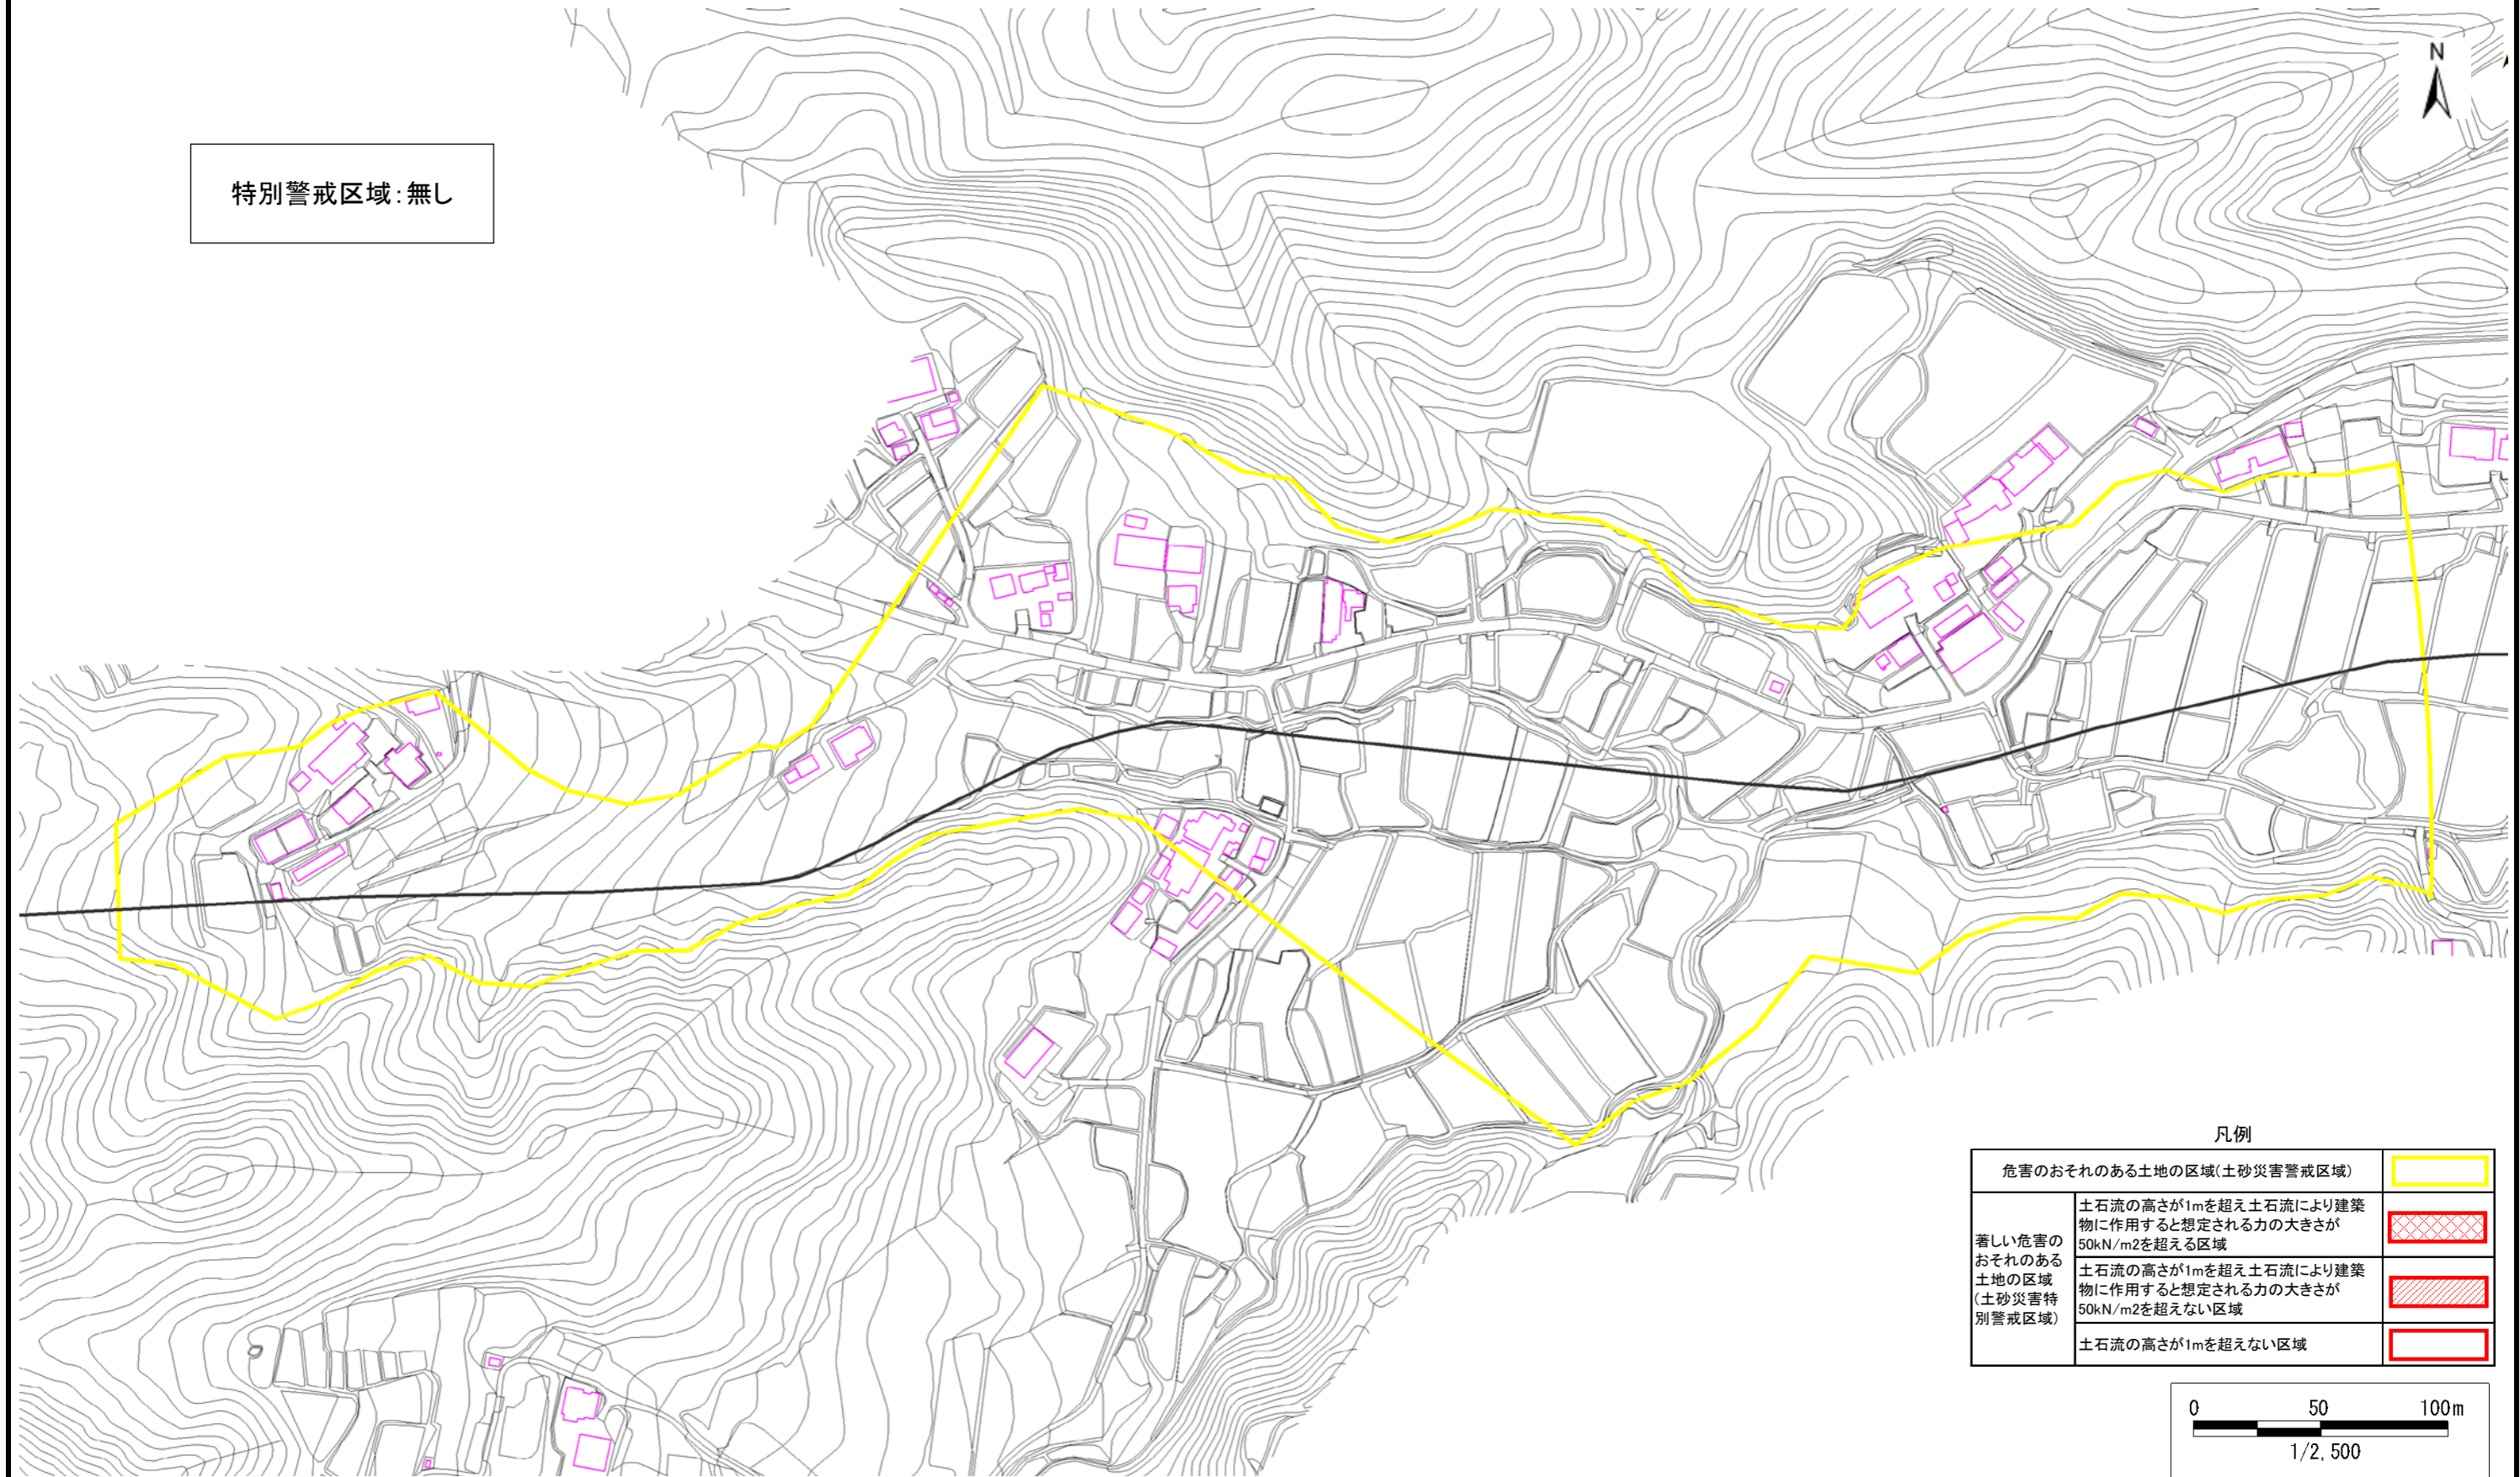 特別警戒区域:無し
N
凡例
危害のおそれのある土地の区域(土砂災害警戒区域)
著しい危害の
おそれのある
土地の区域
(土砂災害特
別警戒区域)
土石流の高さが1mを超え土石流により建築
物に作用すると想定される力の大きさが
50kN/m2を超える区域
土石流の高さが1mを超え土石流により建築
物に作用すると想定される力の大きさが
50kN/m2を超えない区域
土石流の高さが1mを超えない区域
0 50 100m
1/2,500